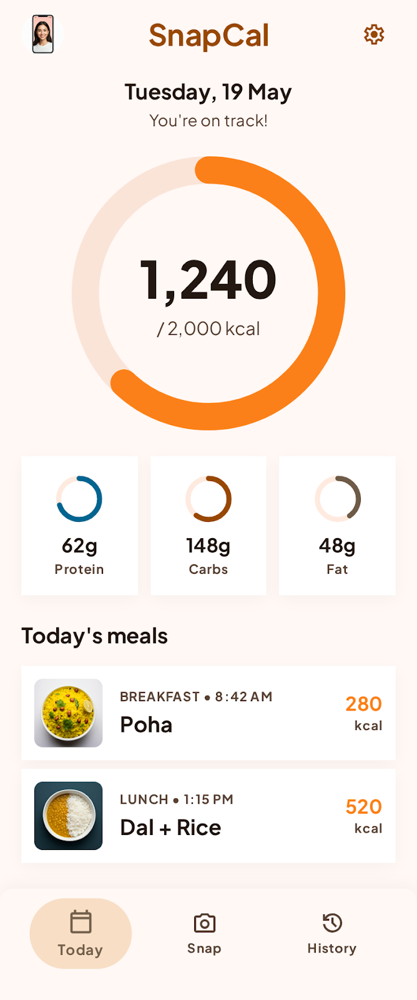 SnapCal
Tuesday, 19 May
You're on track!
1,240
/ 2,000 kcal
62g
Protein
148g
Carbs
48g
Fat
Today's meals
BREAKFAST • 8:42 AM
Poha
280
kcal
LUNCH • 1:15 PM
Dal + Rice
520
kcal
Today
Snap
History